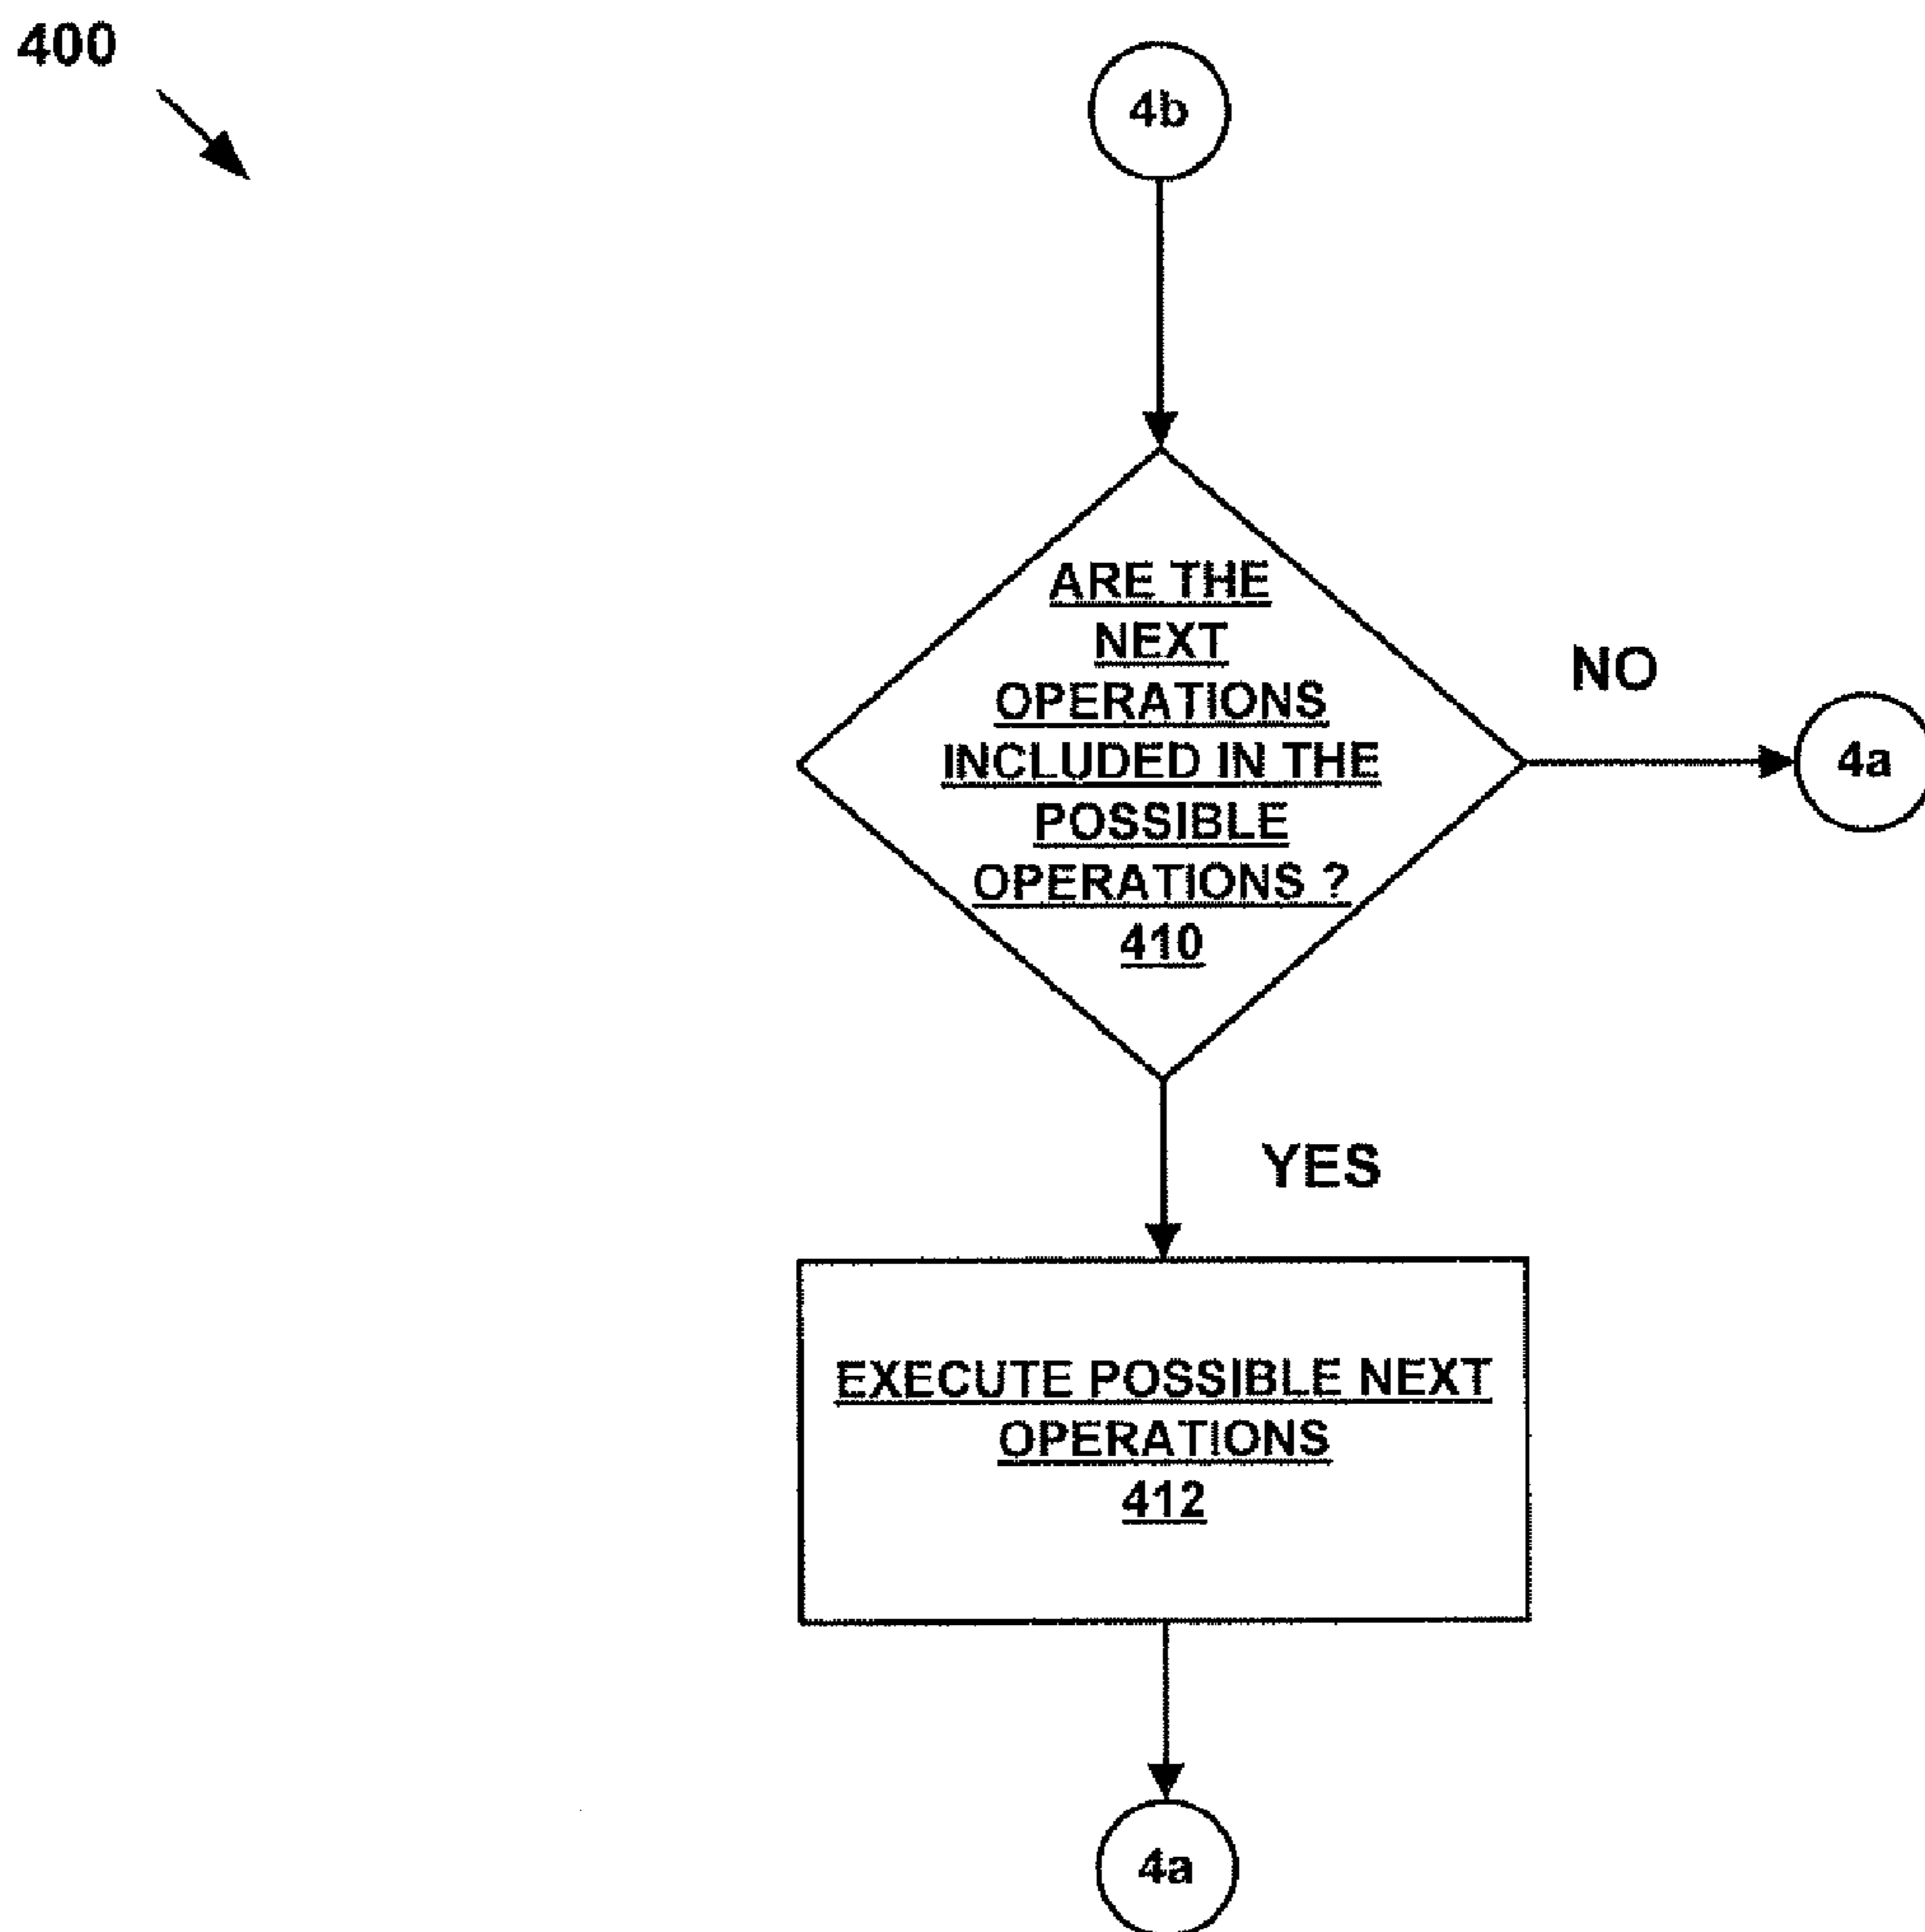 400
4b
ARE THE
NEXT
OPERATIONS
INCLUDED IN THE
POSSIBLE
OPERATIONS ?
410
NO
4a
YES
EXECUTE POSSIBLE NEXT
OPERATIONS
412
4a